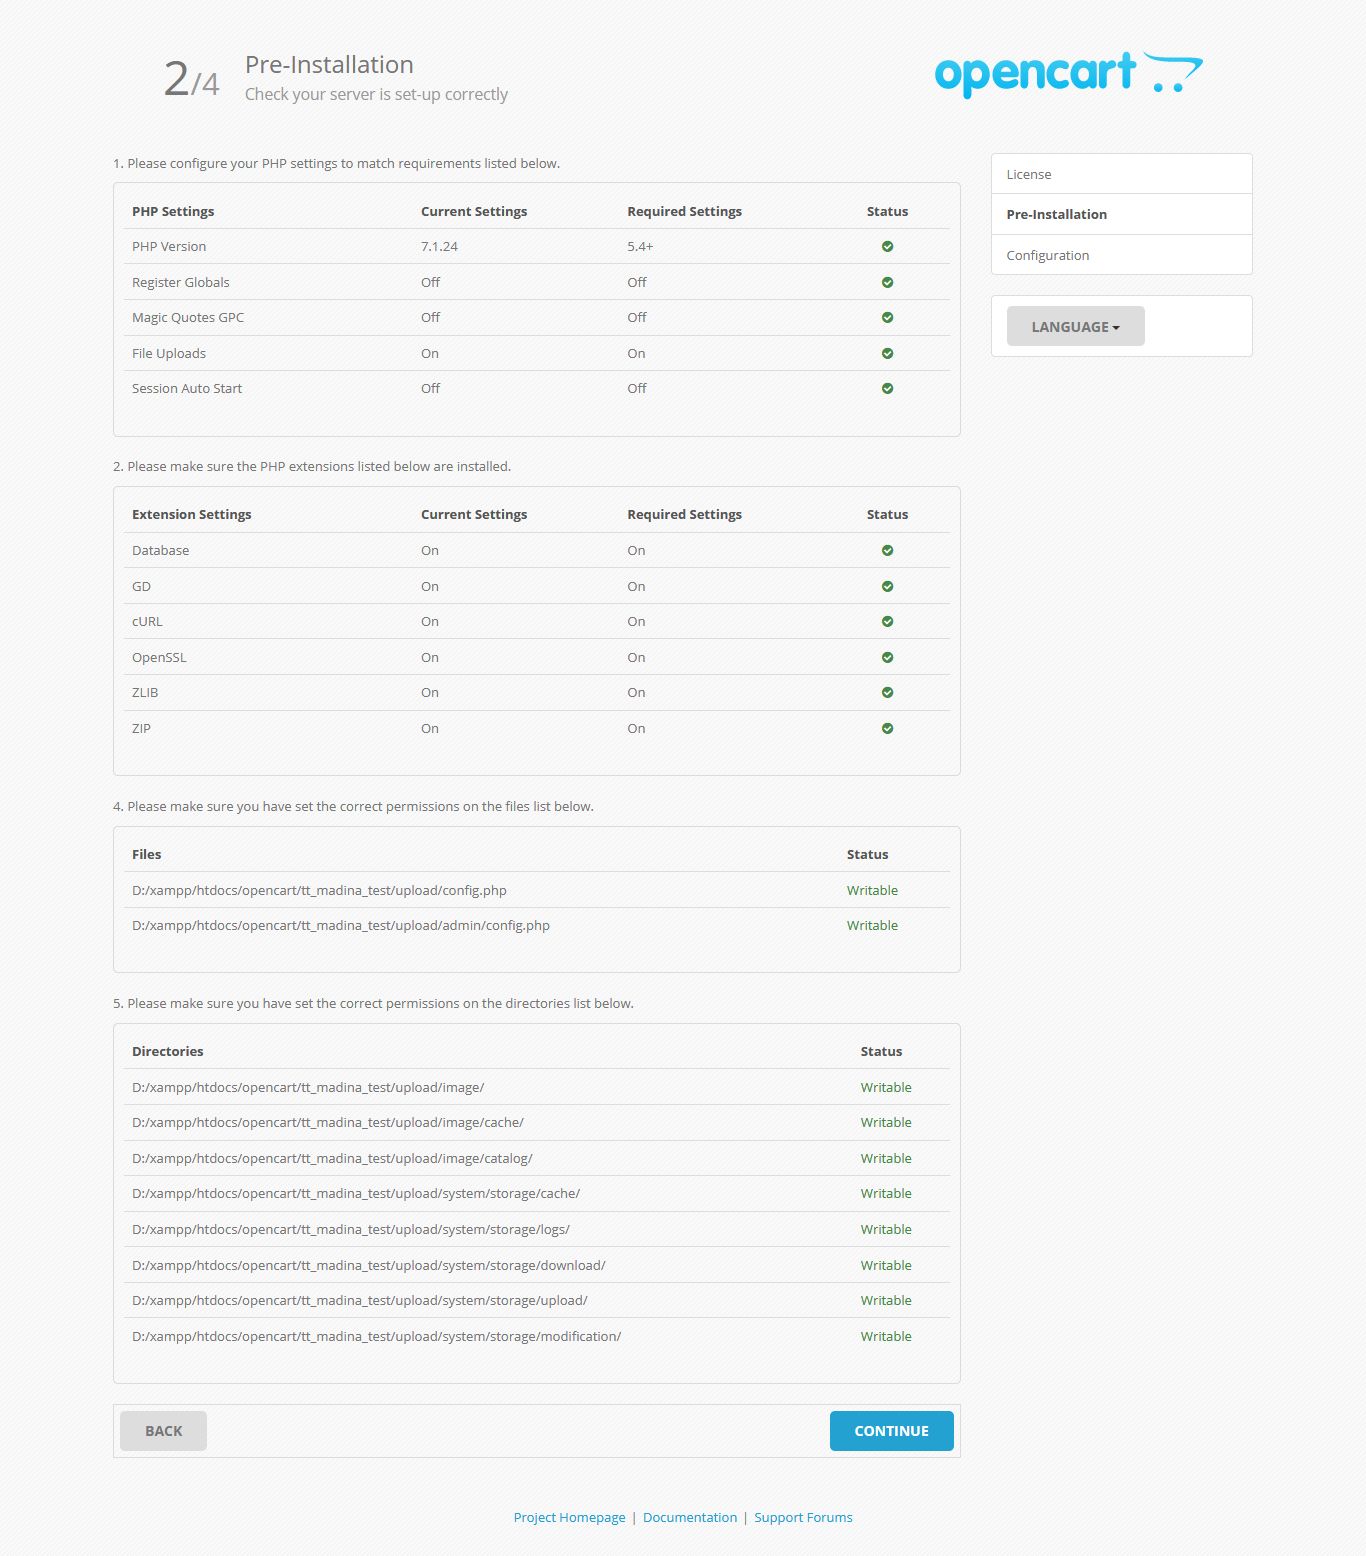 2/4
Pre-Installation
Check your server is set-up correctly
opencart
1. Please configure your PHP settings to match requirements listed below.
PHP Settings Current Settings Required Settings Status
PHP Version 7.1.24 5.4+
Register Globals Off Off
Magic Quotes GPC Off Off
File Uploads On On
Session Auto Start Off Off
2. Please make sure the PHP extensions listed below are installed.
Extension Settings Current Settings Required Settings Status
Database On On
GD On On
cURL On On
OpenSSL On On
ZLIB On On
ZIP On On
4. Please make sure you have set the correct permissions on the files list below.
Files Status
D:/xampp/htdocs/opencart/tt_madina_test/upload/config.php Writable
D:/xampp/htdocs/opencart/tt_madina_test/upload/admin/config.php Writable
5. Please make sure you have set the correct permissions on the directories list below.
Directories Status
D:/xampp/htdocs/opencart/tt_madina_test/upload/image/ Writable
D:/xampp/htdocs/opencart/tt_madina_test/upload/image/cache/ Writable
D:/xampp/htdocs/opencart/tt_madina_test/upload/image/catalog/ Writable
D:/xampp/htdocs/opencart/tt_madina_test/upload/system/storage/cache/ Writable
D:/xampp/htdocs/opencart/tt_madina_test/upload/system/storage/logs/ Writable
D:/xampp/htdocs/opencart/tt_madina_test/upload/system/storage/download/ Writable
D:/xampp/htdocs/opencart/tt_madina_test/upload/system/storage/upload/ Writable
D:/xampp/htdocs/opencart/tt_madina_test/upload/system/storage/modification/ Writable
BACK CONTINUE
License
Pre-Installation
Configuration
LANGUAGE
Project Homepage | Documentation | Support Forums